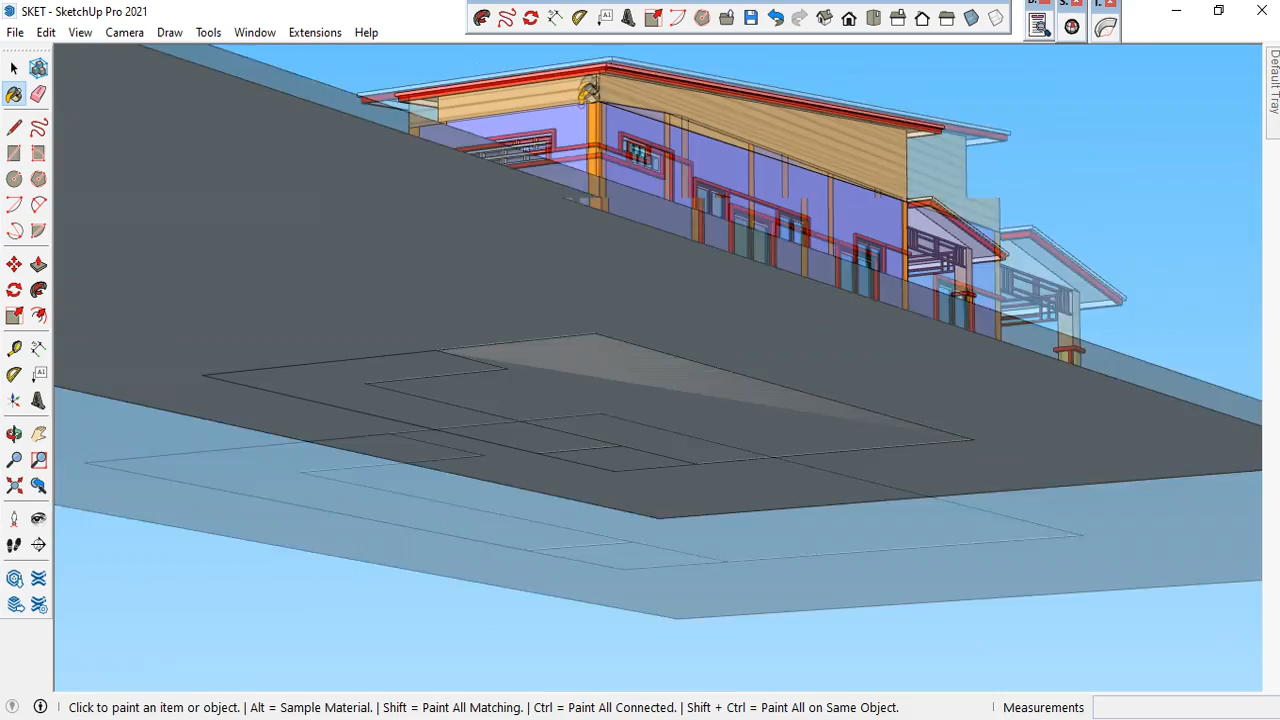 SKET - SketchUp Pro 2021
File Edit View Camera Draw Tools Window Extensions Help
Default Tray
A1
A1
Click to paint an item or object. | Alt = Sample Material. | Shift = Paint All Matching. | Ctrl = Paint All Connected. | Shift + Ctrl = Paint All on Same Object.
Measurements